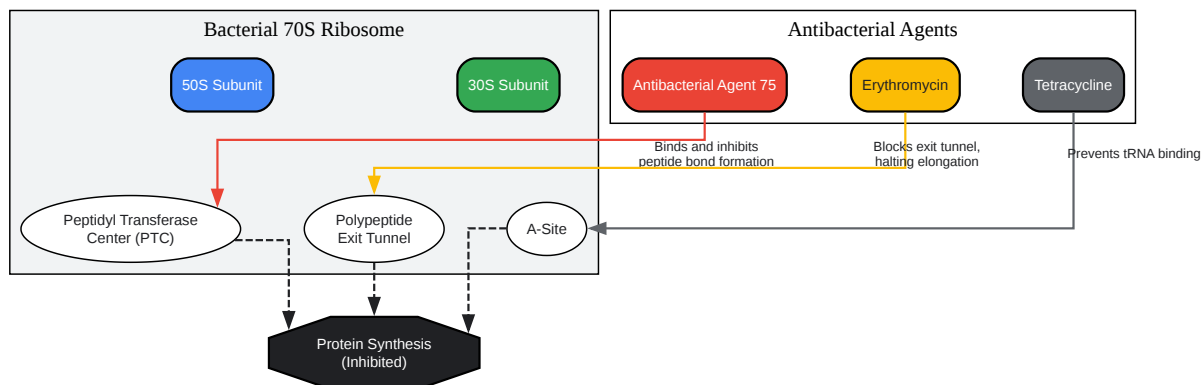 Bacterial 70S Ribosome
Antibacterial Agents
50S Subunit
30S Subunit
Antibacterial Agent 75
Erythromycin
Tetracycline
Binds and inhibits
peptide bond formation
Blocks exit tunnel,
halting elongation
Prevents tRNA binding
Peptidyl Transferase
Center (PTC)
Polypeptide
Exit Tunnel
A-Site
Protein Synthesis
(Inhibited)